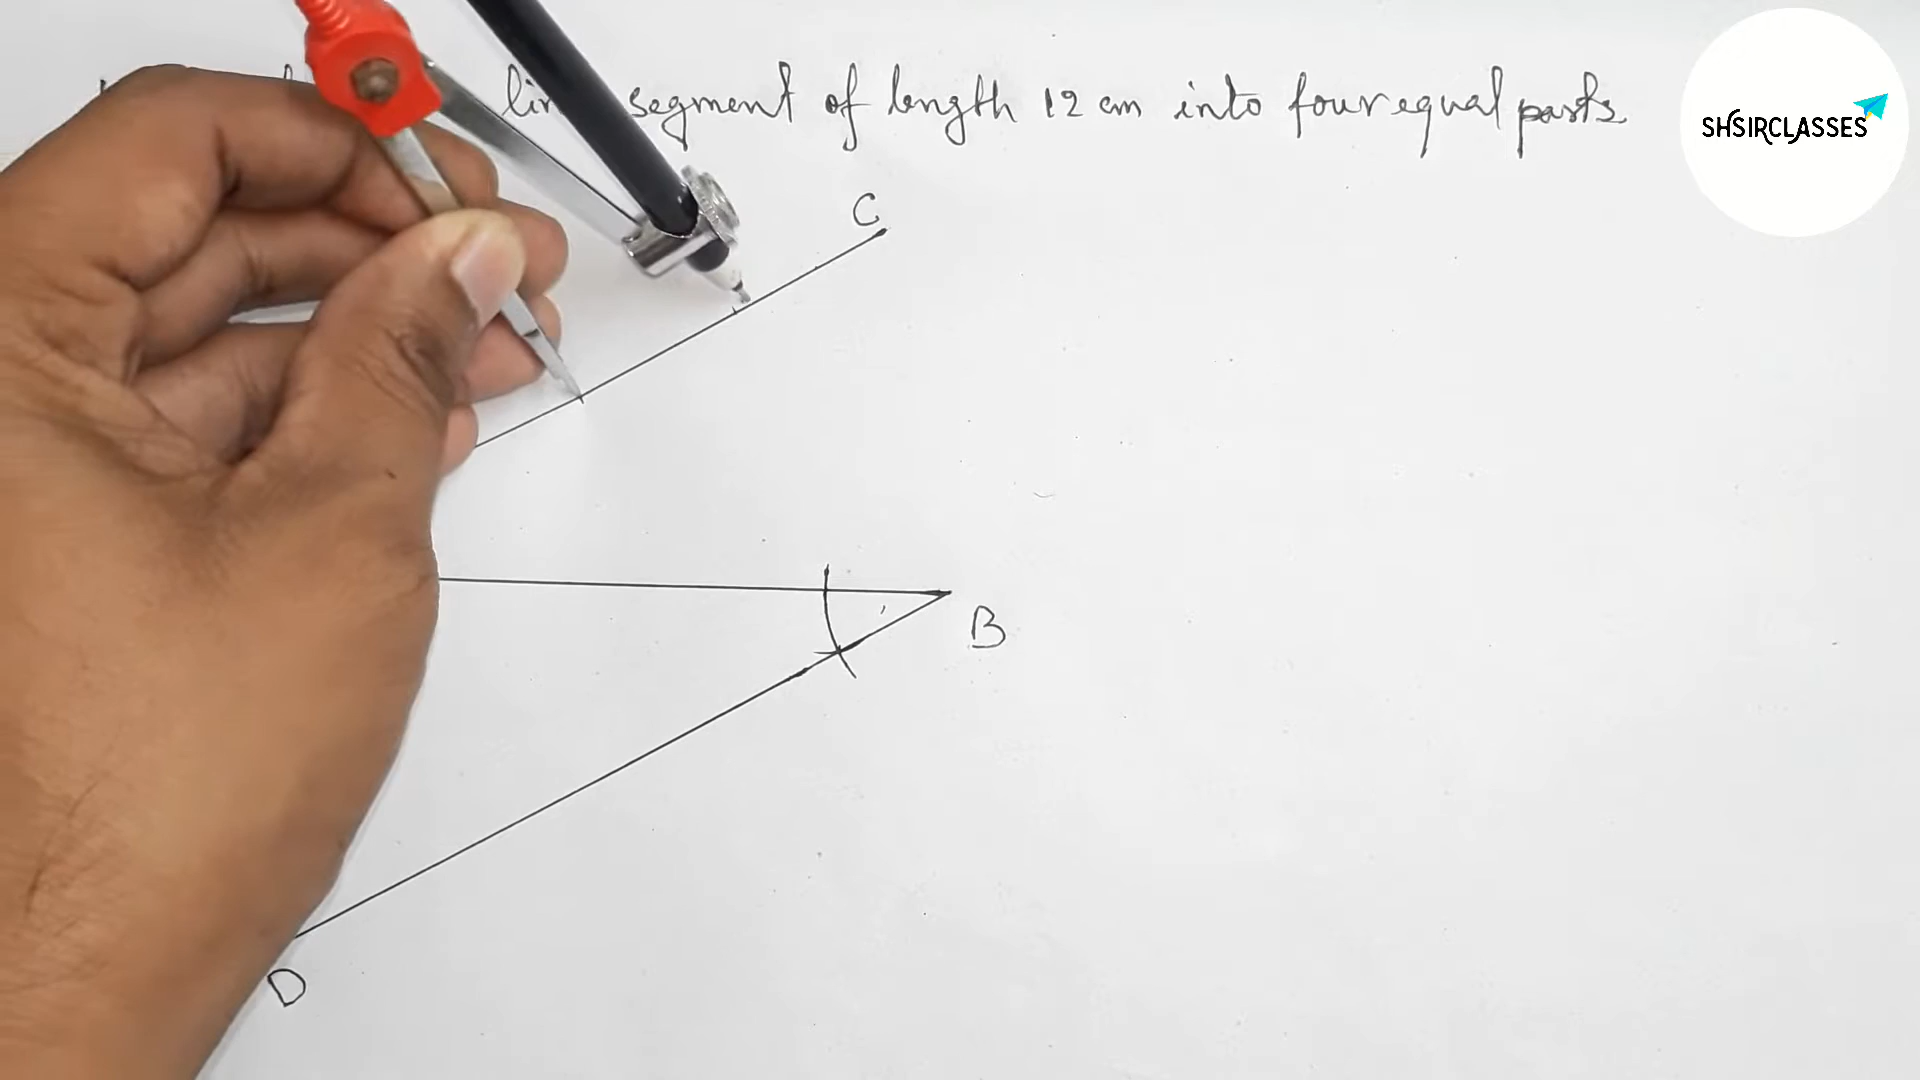 segment of length 12 cm into four equal parts.
SHSIRCLASSES
C
B
D